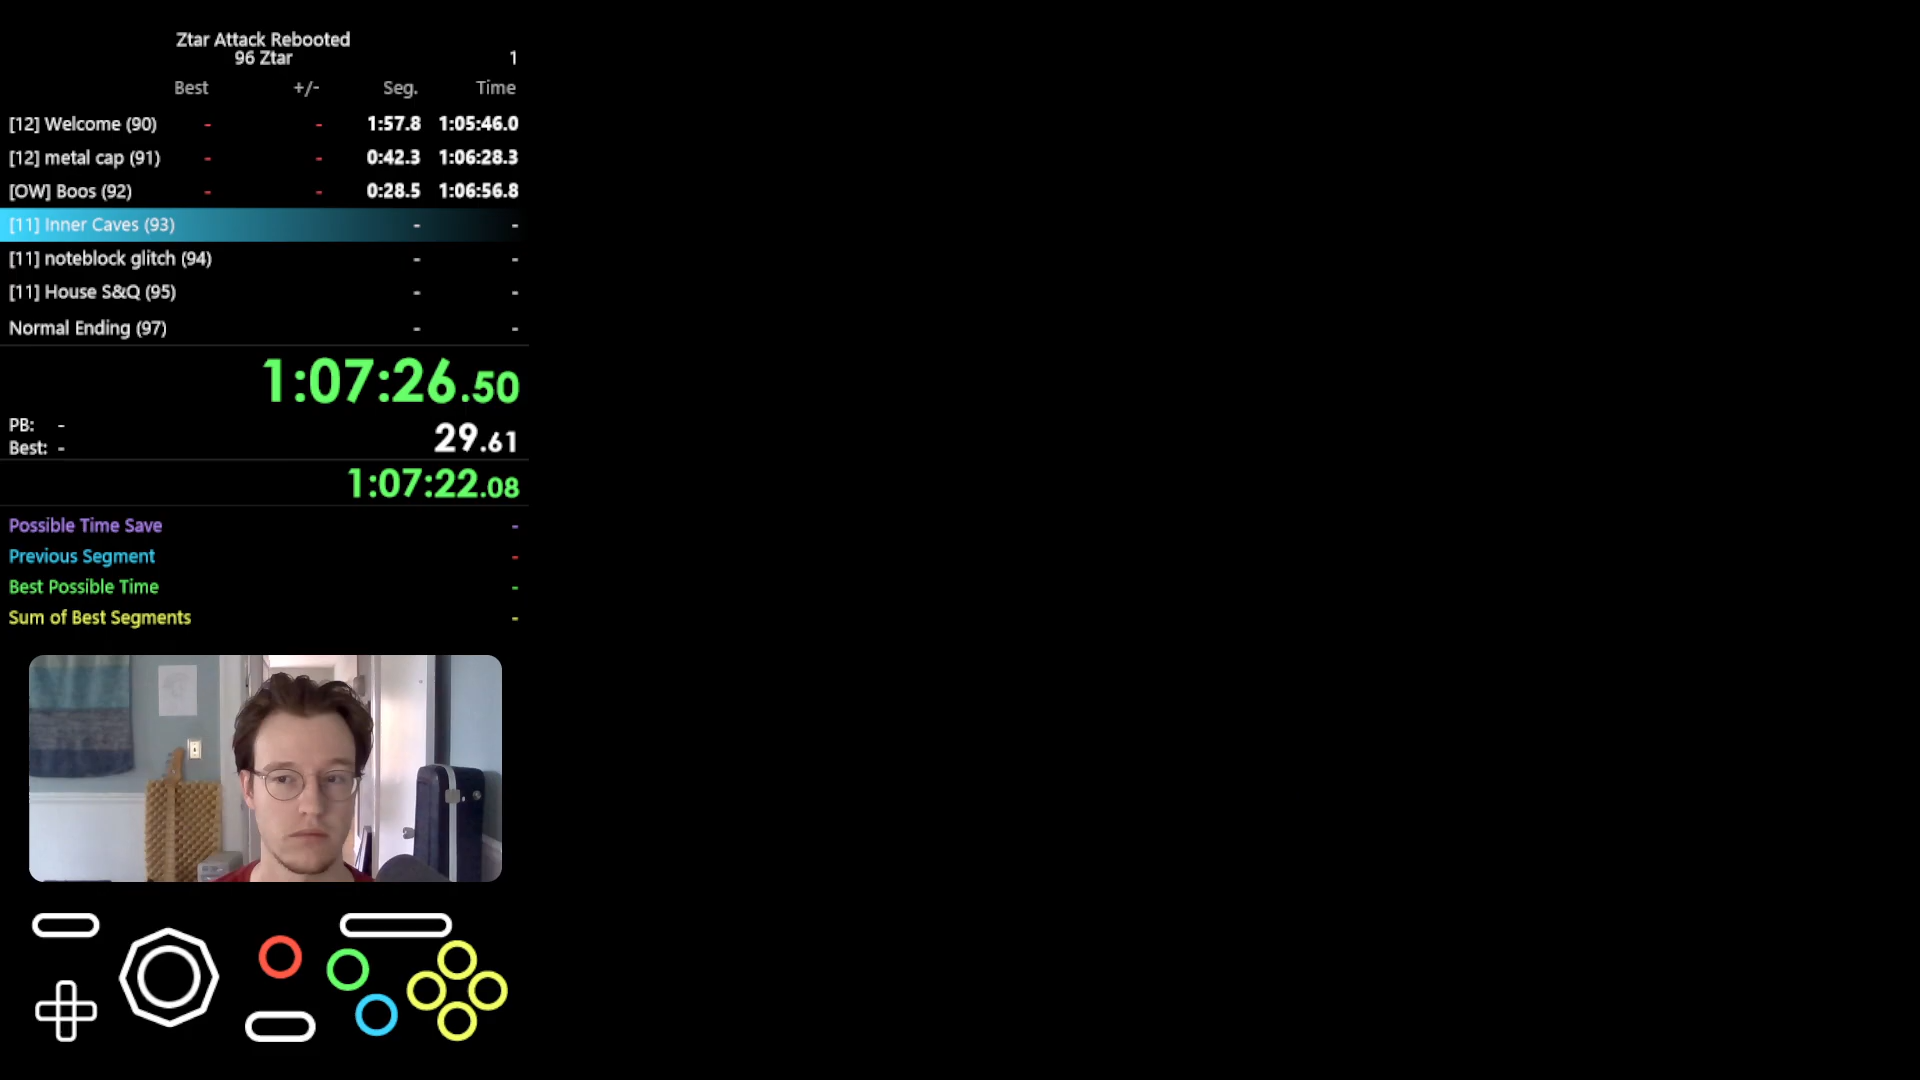 Ztar Attack Rebooted
96 Ztar 1
Best +/- Seg. Time
[12] Welcome (90) - - 1:57.8 1:05:46.0
[12] metal cap (91) - - 0:42.3 1:06:28.3
[OW] Boos (92) - - 0:28.5 1:06:56.8
[11] Inner Caves (93) - -
[11] noteblock glitch (94) - -
[11] House S&Q (95) - -
Normal Ending (97) - -
1:07:26.50
PB: -
29.61
Best: -
1:07:22.08
Possible Time Save -
Previous Segment -
Best Possible Time -
Sum of Best Segments -